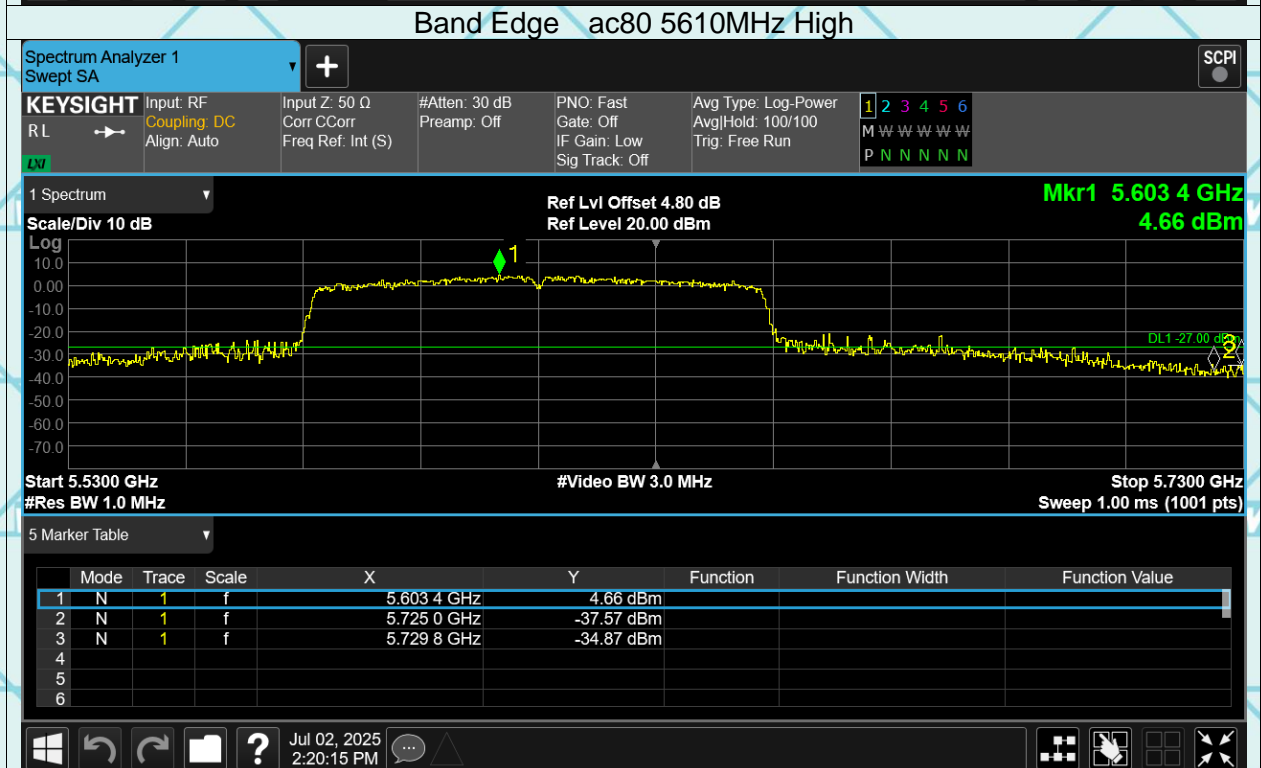 Band Edge ac80 5610MHz High
Spectrum Analyzer 1
Swept SA
+
SCPI
KEYSIGHT
R L
LXI
Input: RF
Coupling: DC
Align: Auto
Input Z: 50 Ω
Corr CCorr
Freq Ref: Int (S)
#Atten: 30 dB
Preamp: Off
PNO: Fast
Gate: Off
IF Gain: Low
Sig Track: Off
Avg Type: Log-Power
Avg|Hold: 100/100
Trig: Free Run
1 2 3 4 5 6
M W W W W W
P N N N N N
1 Spectrum
Scale/Div 10 dB
Ref Lvl Offset 4.80 dB
Ref Level 20.00 dBm
Mkr1 5.603 4 GHz
4.66 dBm
Log
10.0
0.00
-10.0
-20.0
-30.0
-40.0
-50.0
-60.0
-70.0
1
DL1 -27.00 dBm
2
Start 5.5300 GHz
#Video BW 3.0 MHz
Stop 5.7300 GHz
#Res BW 1.0 MHz
Sweep 1.00 ms (1001 pts)
5 Marker Table
Mode Trace Scale X Y Function Function Width Function Value
1 N 1 f 5.603 4 GHz 4.66 dBm
2 N 1 f 5.725 0 GHz -37.57 dBm
3 N 1 f 5.729 8 GHz -34.87 dBm
4
5
6
?
Jul 02, 2025
2:20:15 PM